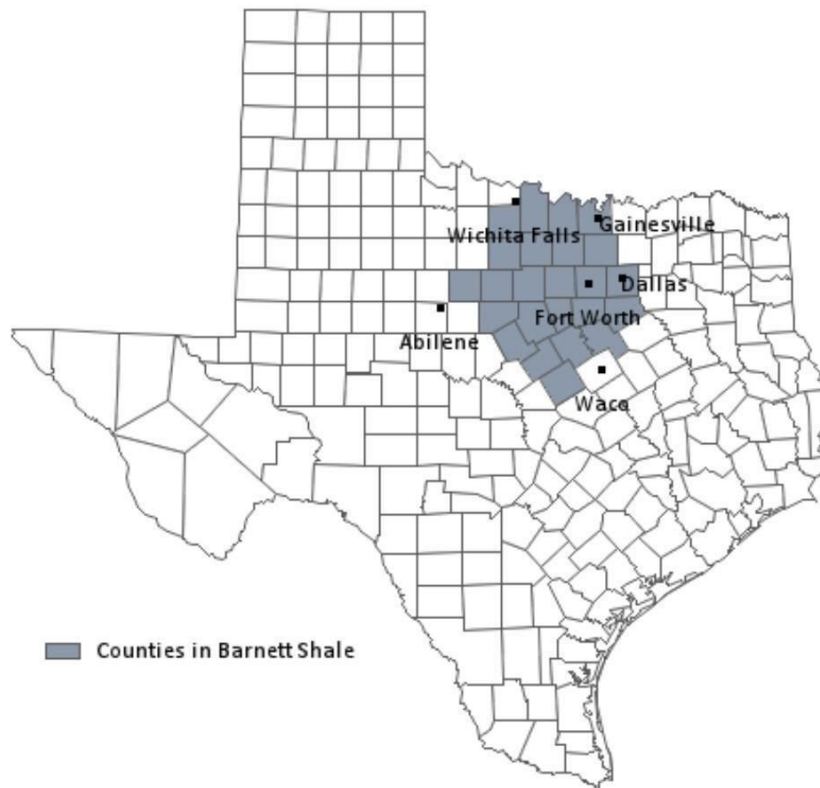 Gainesville
Wichita Falls
Dallas
Fort Worth
Abilene
Waco
Counties in Barnett Shale